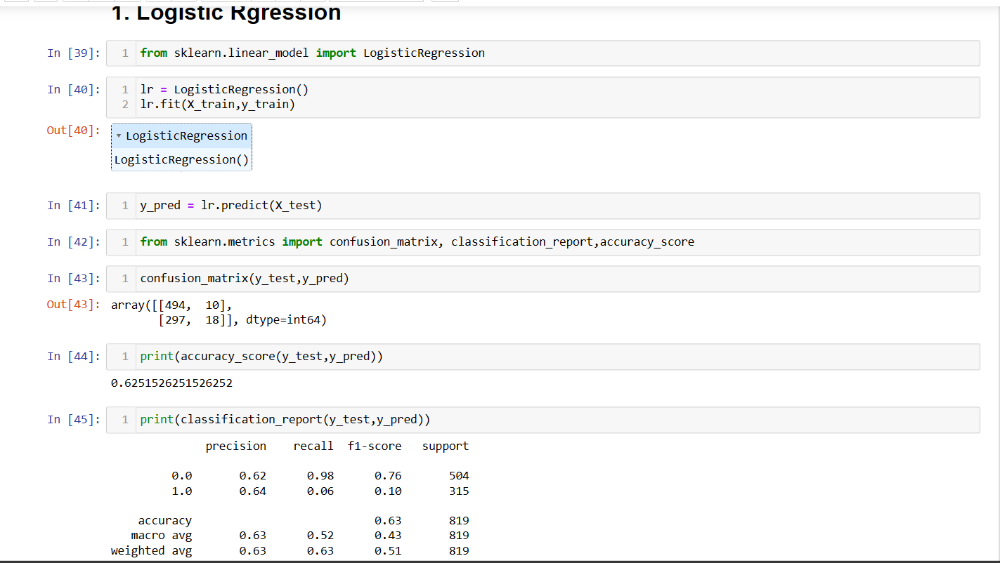 1. Logistic Rgression
In [39]: 1 from sklearn.linear_model import LogisticRegression
In [40]: 1 lr = LogisticRegression()
2 lr.fit(X_train,y_train)
Out[40]: ▾ LogisticRegression
LogisticRegression()
In [41]: 1 y_pred = lr.predict(X_test)
In [42]: 1 from sklearn.metrics import confusion_matrix, classification_report,accuracy_score
In [43]: 1 confusion_matrix(y_test,y_pred)
Out[43]: array([[494, 10],
[297, 18]], dtype=int64)
In [44]: 1 print(accuracy_score(y_test,y_pred))
0.6251526251526252
In [45]: 1 print(classification_report(y_test,y_pred))
precision recall f1-score support
0.0 0.62 0.98 0.76 504
1.0 0.64 0.06 0.10 315
accuracy 0.63 819
macro avg 0.63 0.52 0.43 819
weighted avg 0.63 0.63 0.51 819